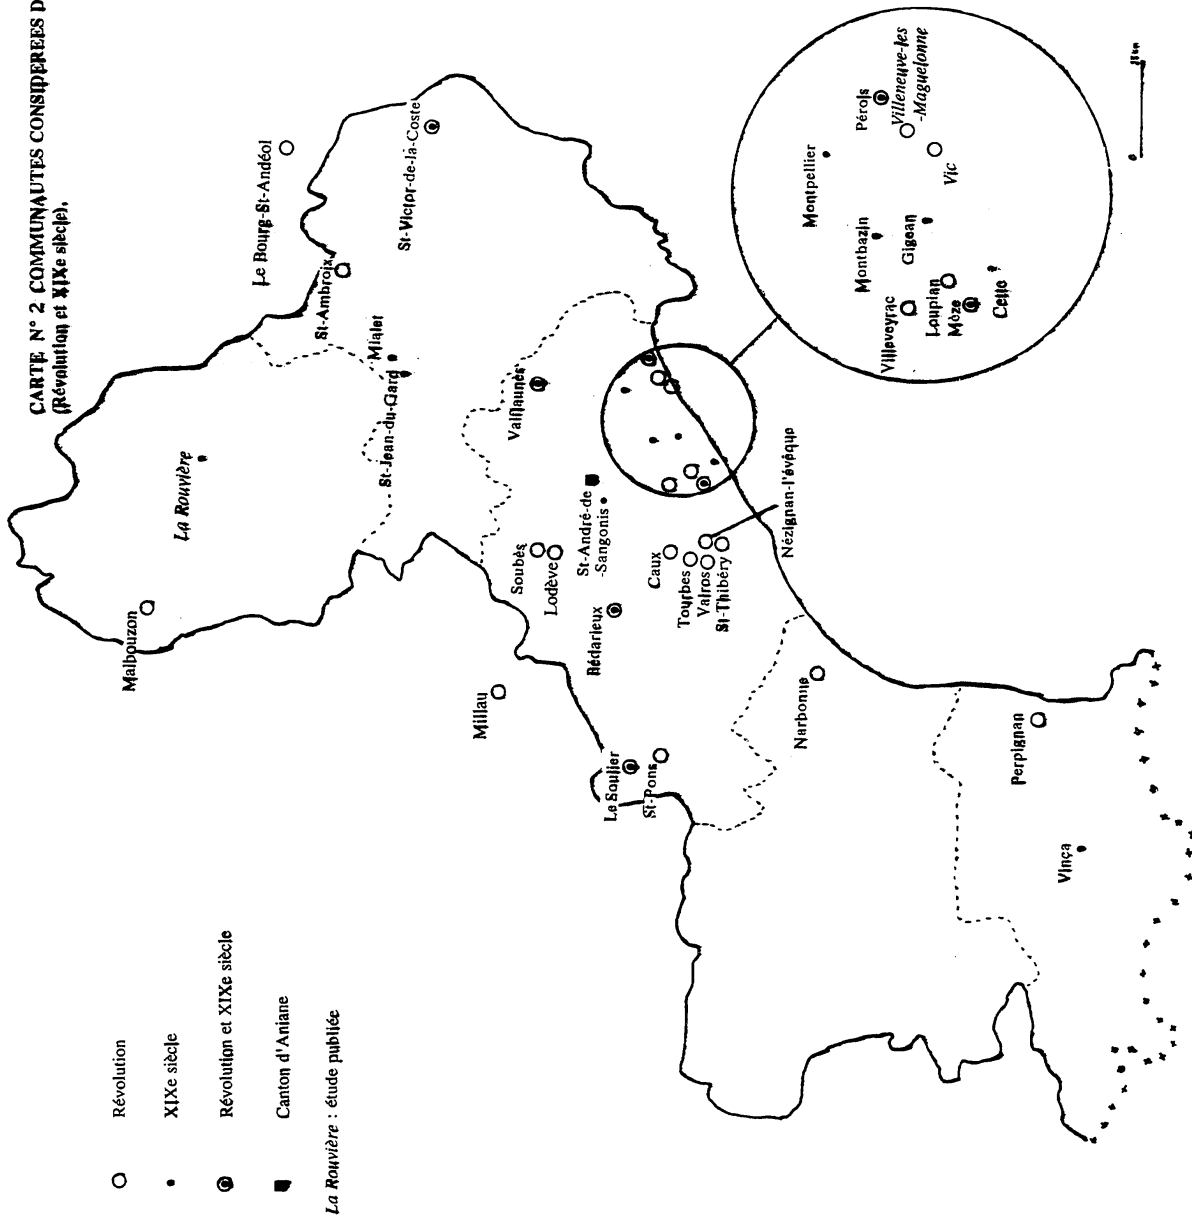 CARTE N° 2 COMMUNAUTES CONSIDEREES D
(Révolution et XIXe siècle).
Révolution
XIXe siècle
Révolution et XIXe siècle
Canton d'Aniane
La Rouvière : étude publiée
Malbouzon
La Rouvière
Le Bourg-St-Andéol
St-Ambroix
St-Victor-de-la-Coste
Mialet
St-Jean-du-Gard
Millau
Soubès
Lodève
Valflaunès
St-André-de
-Sangonis
Bédarieux
Le Soulier
St-Pons
Caux
Tourbes
Valros
St-Thibéry
Nézignan-l'évêque
Narbonne
Perpignan
Vinça
Montpellier
Pérols
Villeneuve-les
-Maguelonne
Vic
Montbazin
Gigean
Villeveyrac
Loupian
Mèze
Cette
0